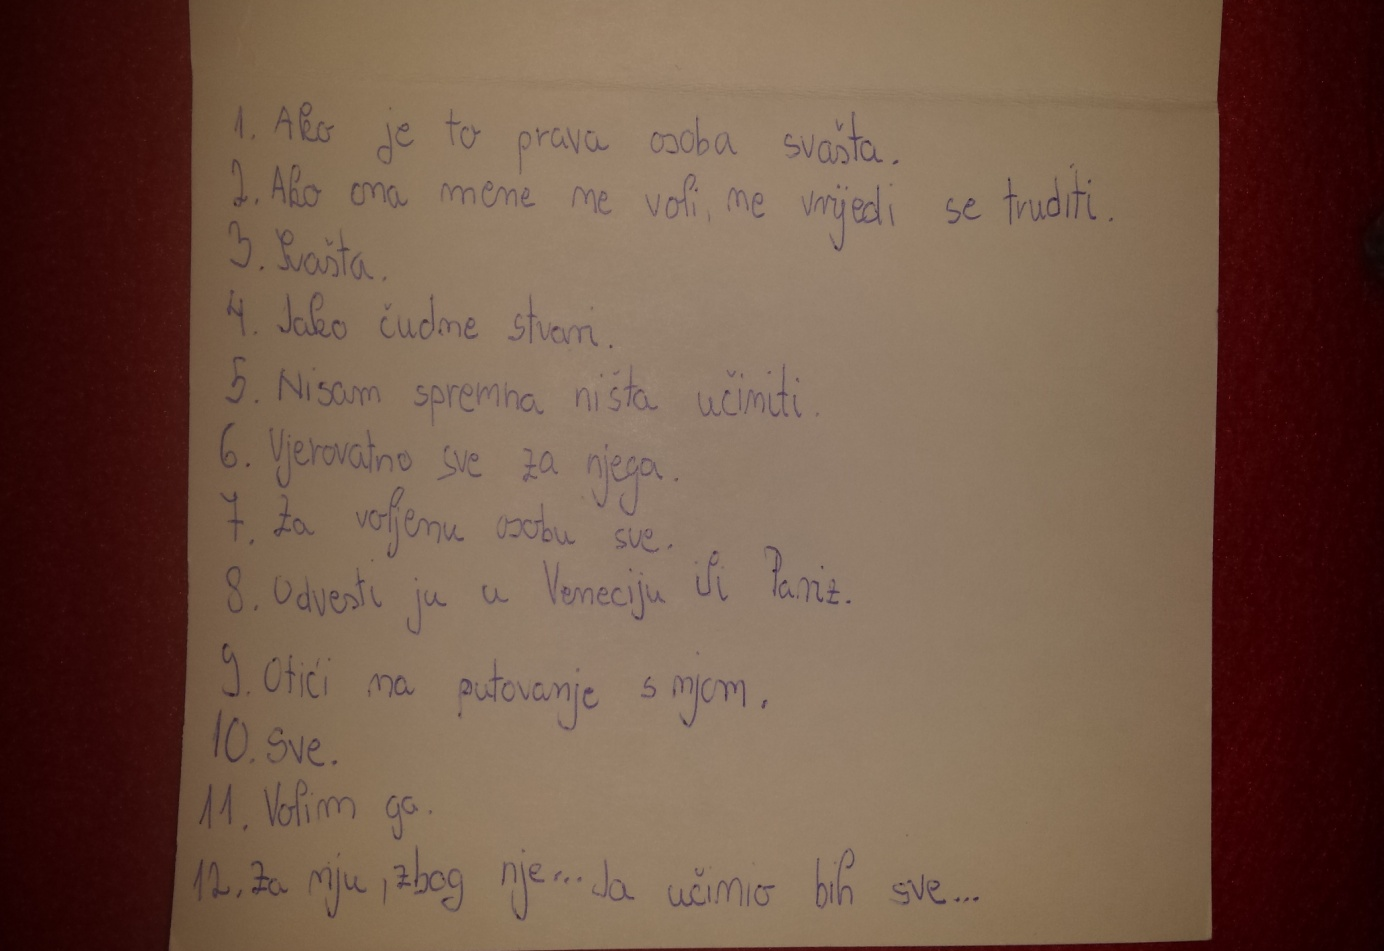 1. Ako je to prava osoba svašta.
2. Ako ona mene ne voli, ne vrijedi se truditi.
3. Svašta.
4. Jako čudne stvari.
5. Nisam spremna ništa učiniti.
6. Vjerovatno sve za njega.
7. Za voljenu osobu sve.
8. Odvesti ju u Veneciju ili Pariz.
9. Otići na putovanje s njom.
10. Sve.
11. Volim ga.
12. Za nju, zbog nje... Ja učinio bih sve...